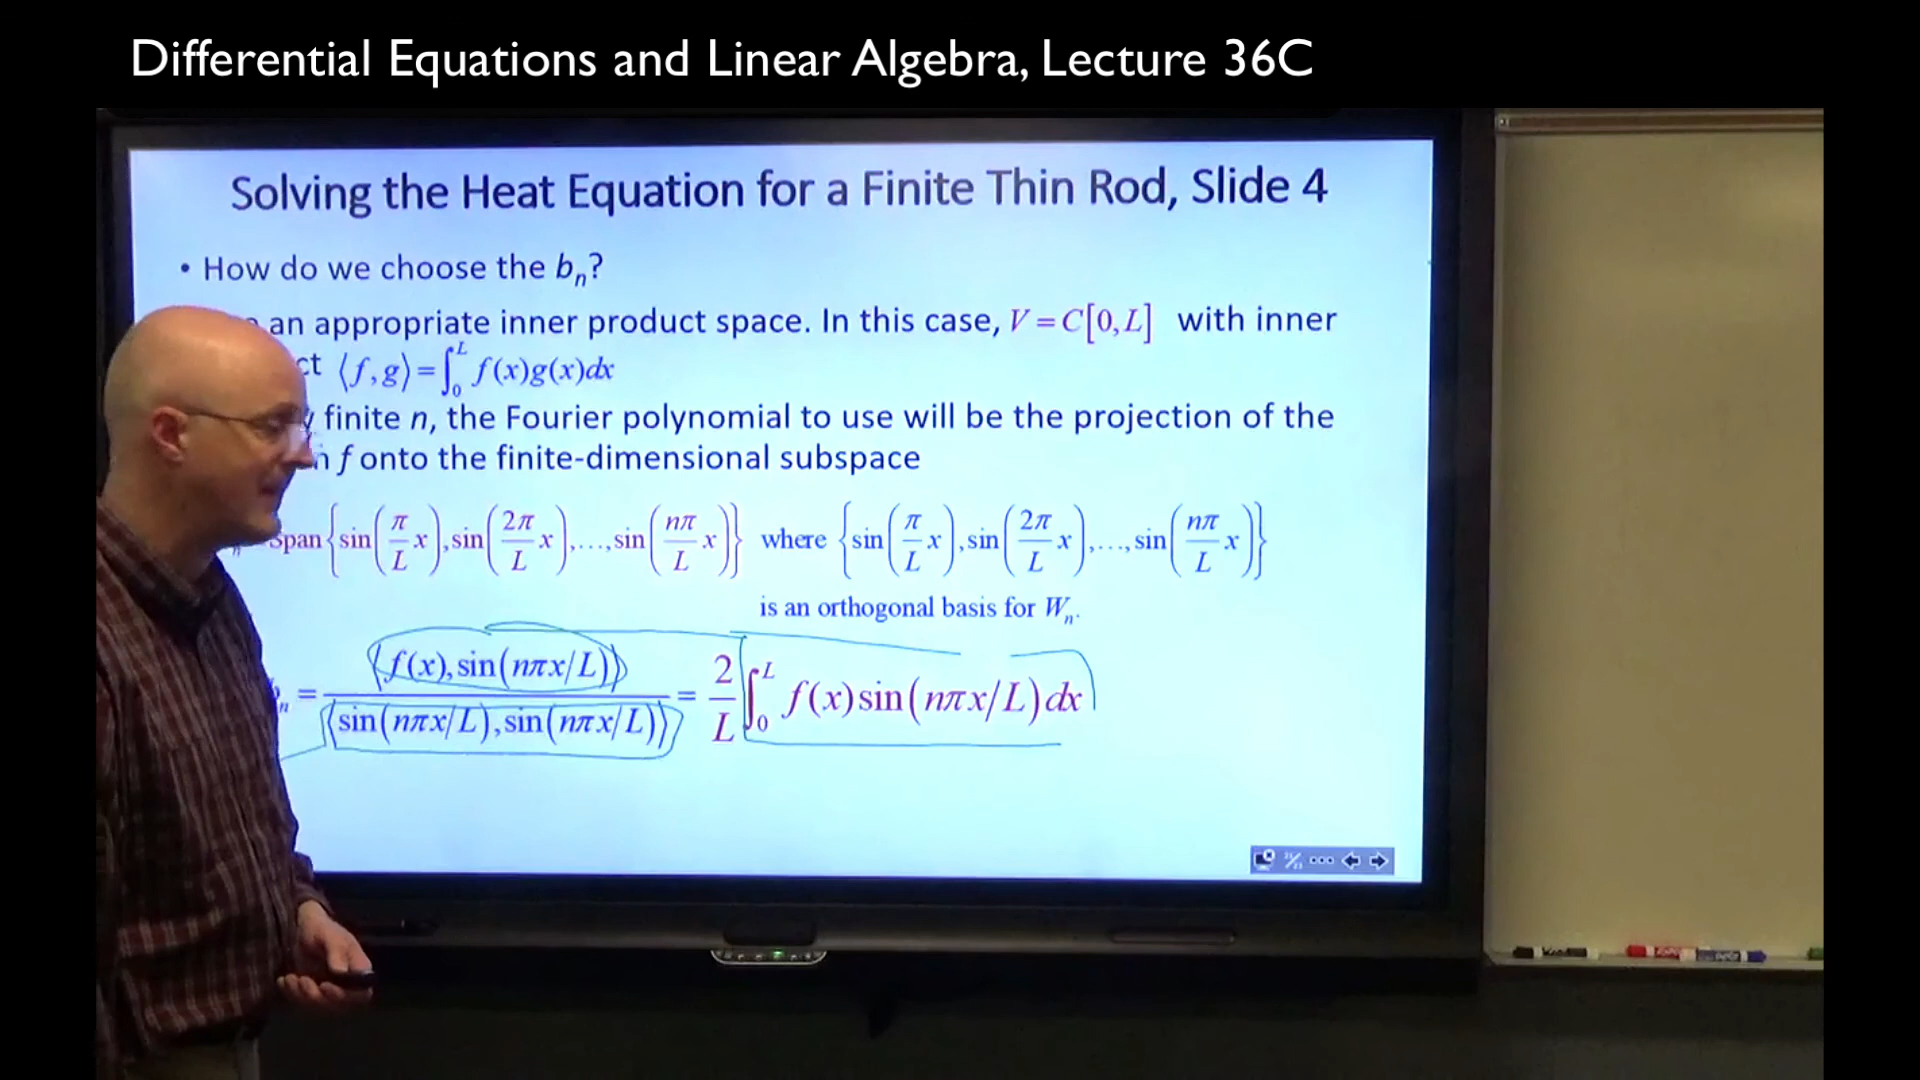 Differential Equations and Linear Algebra, Lecture 36C
Solving the Heat Equation for a Finite Thin Rod, Slide 4
• How do we choose the bₙ?
an appropriate inner product space. In this case, V = C[0, L] with inner
ct ⟨f, g⟩ = ∫₀ᴸ f(x)g(x)dx
finite n, the Fourier polynomial to use will be the projection of the
f onto the finite-dimensional subspace
Span{sin(π/L x), sin(2π/L x), ..., sin(nπ/L x)} where {sin(π/L x), sin(2π/L x), ..., sin(nπ/L x)}
is an orthogonal basis for Wₙ.
ₙ = ⟨f(x), sin(nπx/L)⟩ / ⟨sin(nπx/L), sin(nπx/L)⟩ = 2/L ∫₀ᴸ f(x) sin(nπx/L) dx